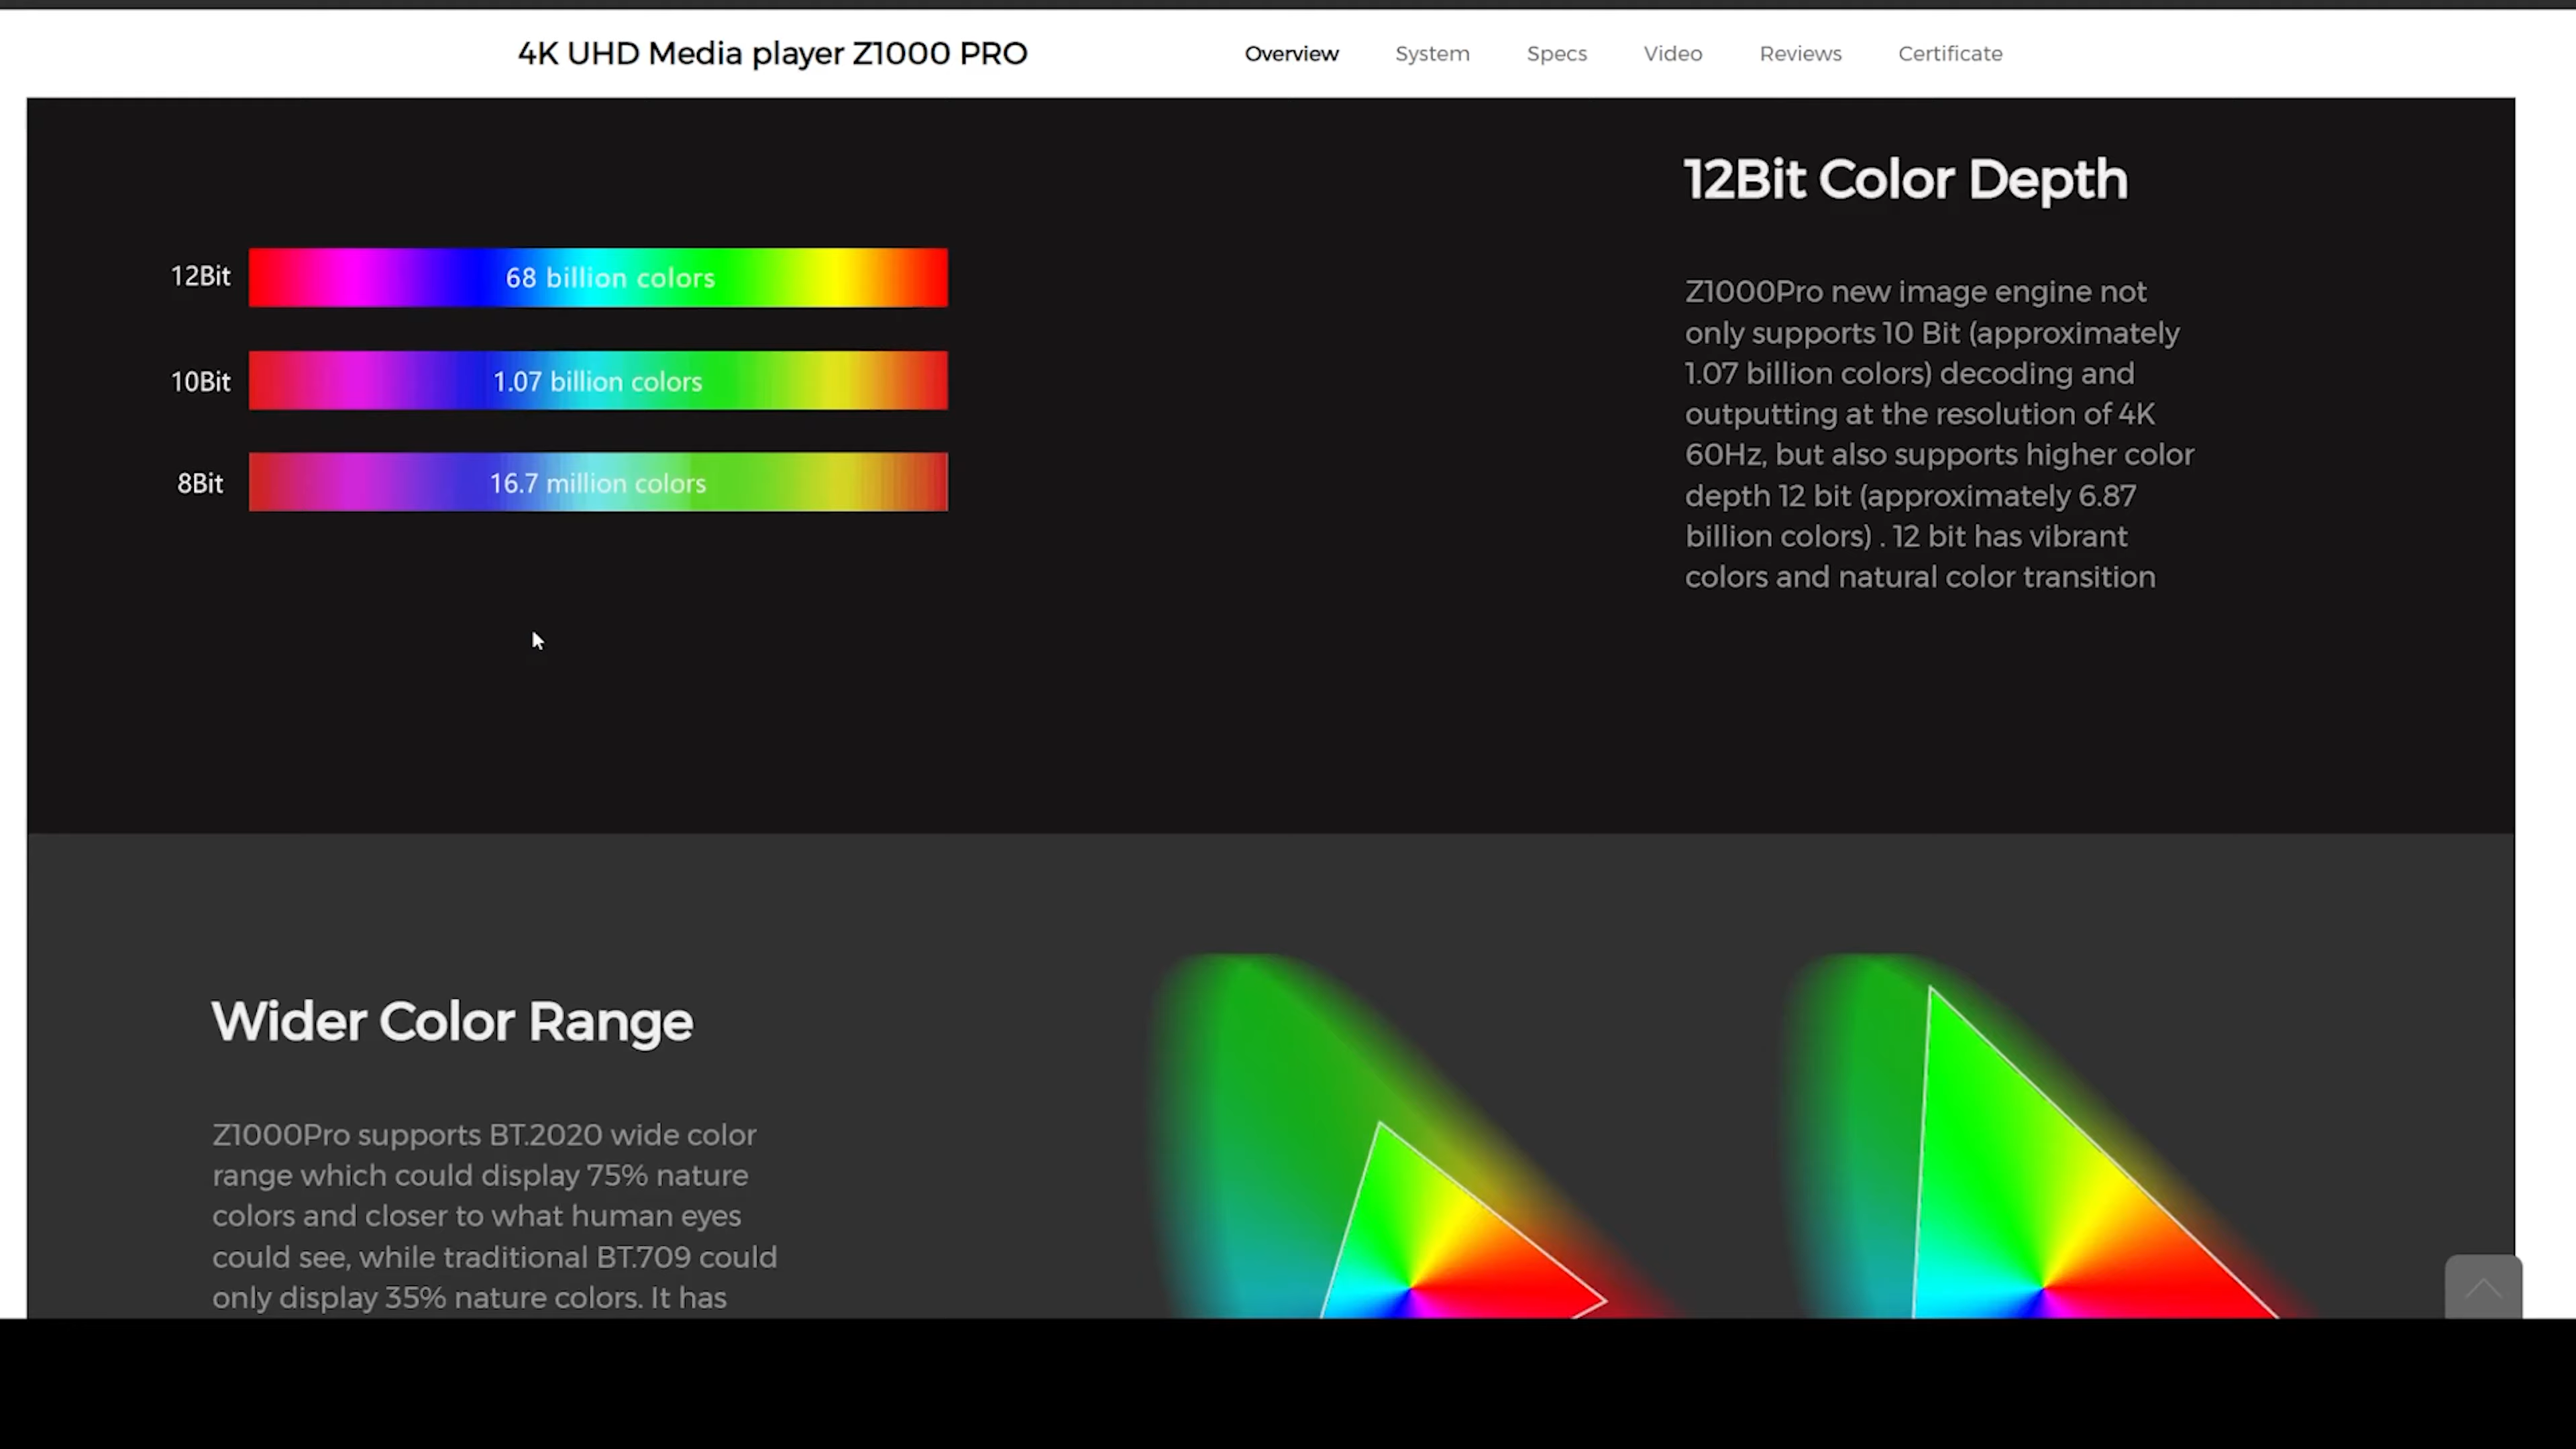 4K UHD Media player Z1000 PRO
Overview System Specs Video Reviews Certificate
12Bit 68 billion colors
10Bit 1.07 billion colors
8Bit 16.7 million colors
12Bit Color Depth
Z1000Pro new image engine not
only supports 10 Bit (approximately
1.07 billion colors) decoding and
outputting at the resolution of 4K
60Hz, but also supports higher color
depth 12 bit (approximately 6.87
billion colors) . 12 bit has vibrant
colors and natural color transition
Wider Color Range
Z1000Pro supports BT.2020 wide color
range which could display 75% nature
colors and closer to what human eyes
could see, while traditional BT.709 could
only display 35% nature colors. It has